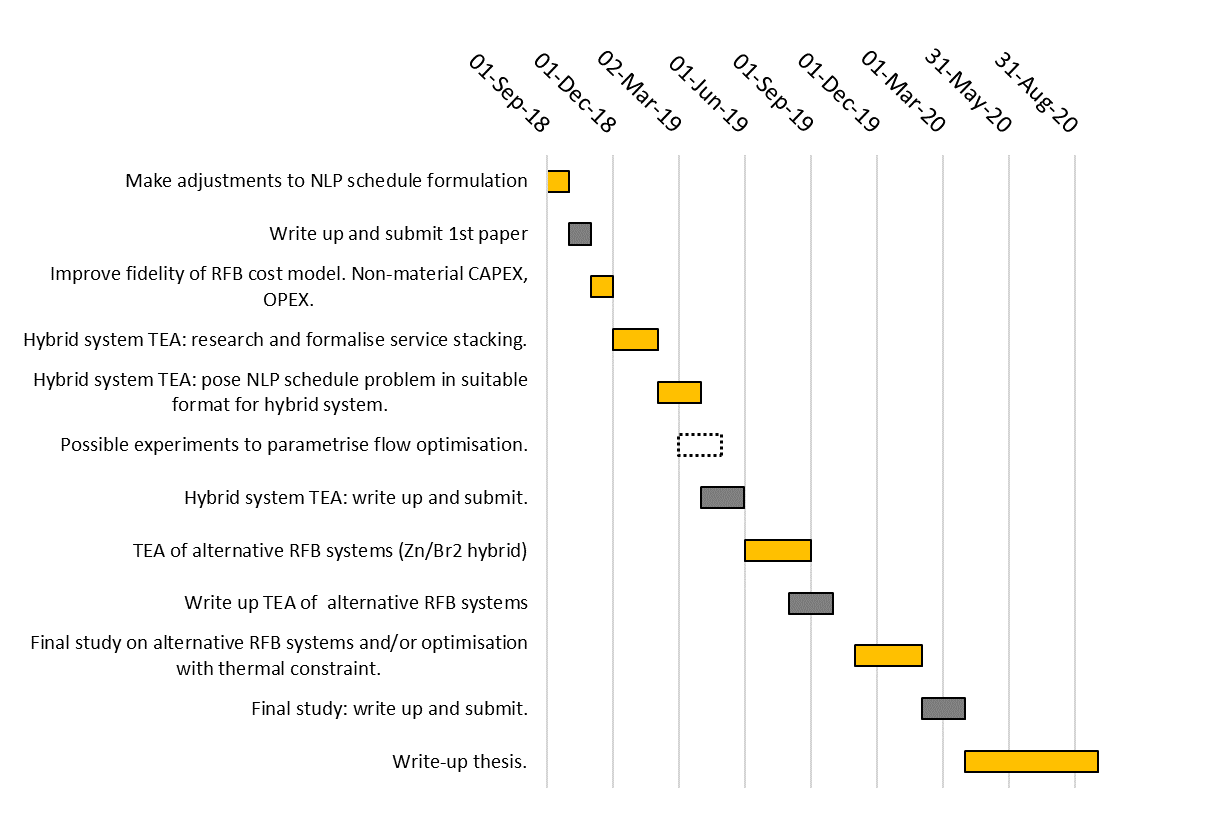 01-Sep-18
01-Dec-18
02-Mar-19
01-Jun-19
01-Sep-19
01-Dec-19
01-Mar-20
31-May-20
31-Aug-20
Make adjustments to NLP schedule formulation
Write up and submit 1st paper
Improve fidelity of RFB cost model. Non-material CAPEX,
OPEX.
Hybrid system TEA: research and formalise service stacking.
Hybrid system TEA: pose NLP schedule problem in suitable
format for hybrid system.
Possible experiments to parametrise flow optimisation.
Hybrid system TEA: write up and submit.
TEA of alternative RFB systems (Zn/Br2 hybrid)
Write up TEA of  alternative RFB systems
Final study on alternative RFB systems and/or optimisation
with thermal constraint.
Final study: write up and submit.
Write-up thesis.